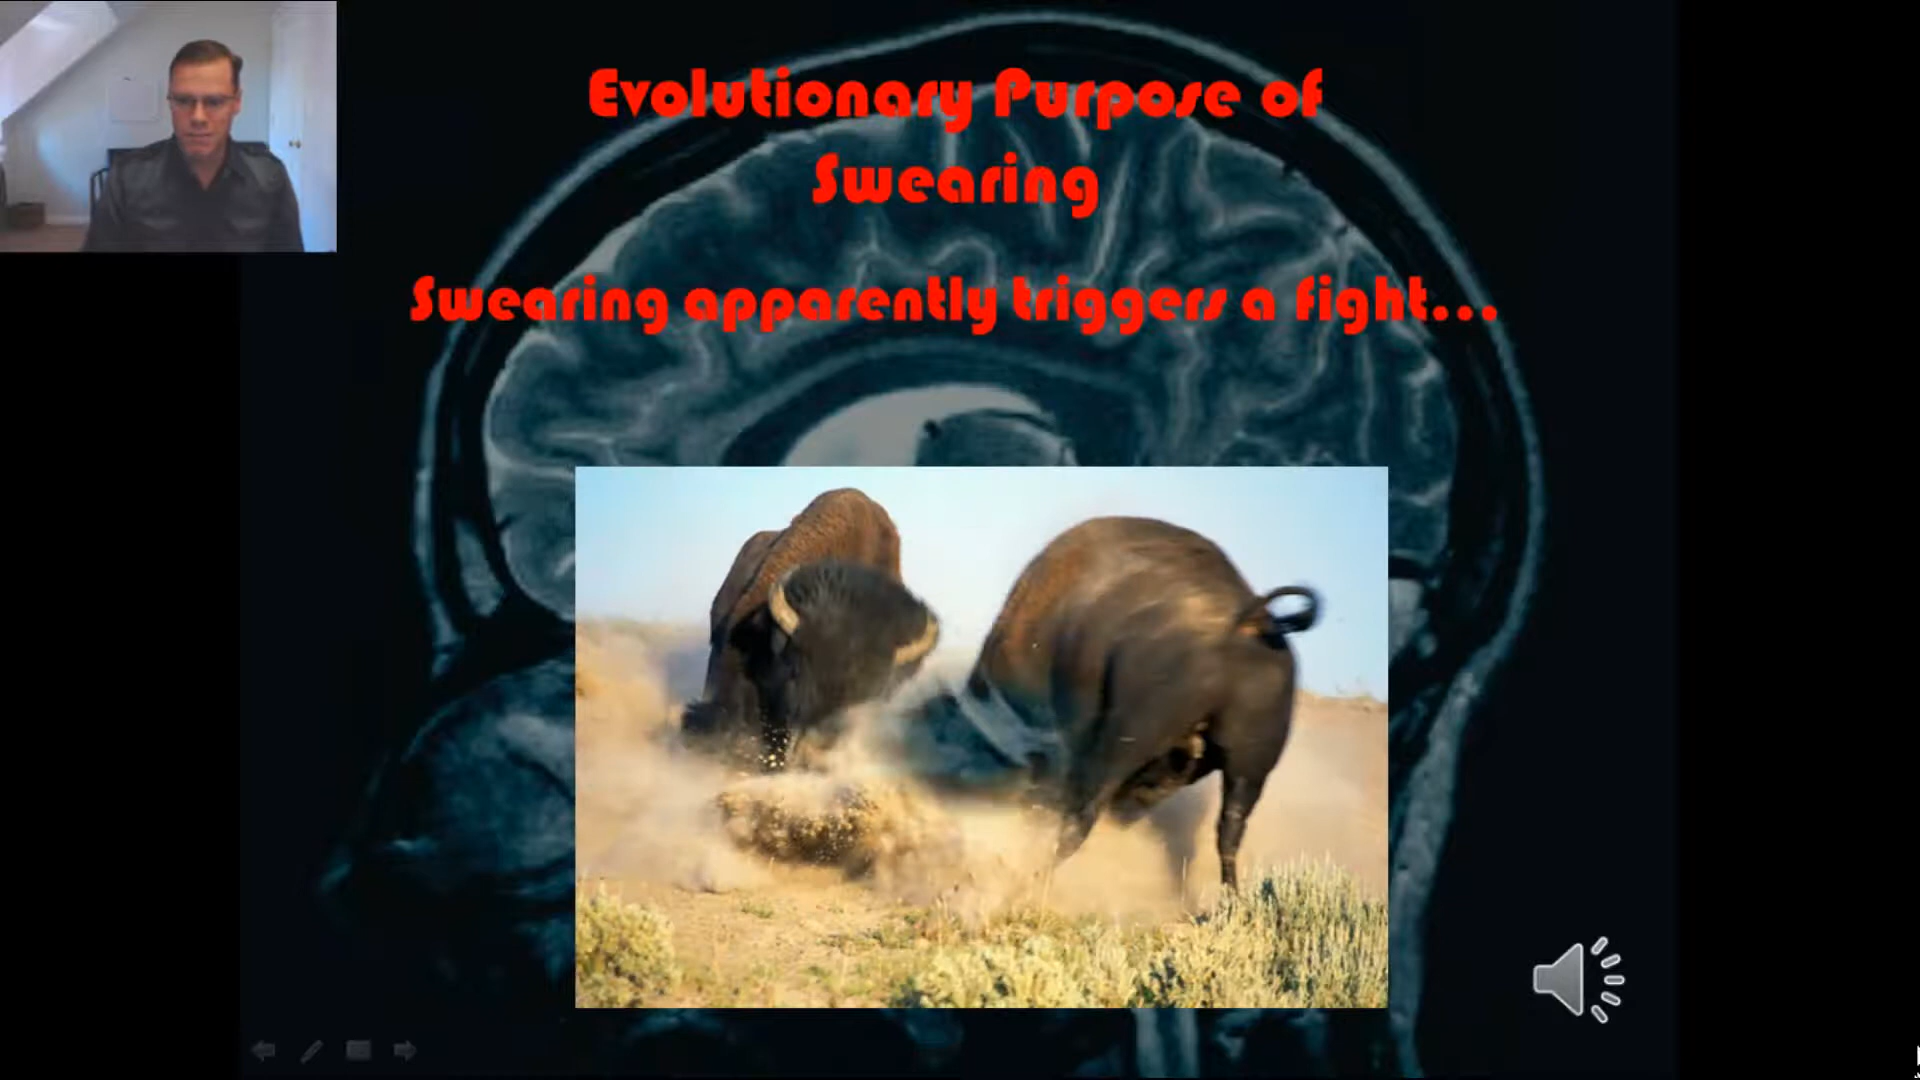 Evolutionary Purpose of
Swearing
Swearing apparently triggers a fight...